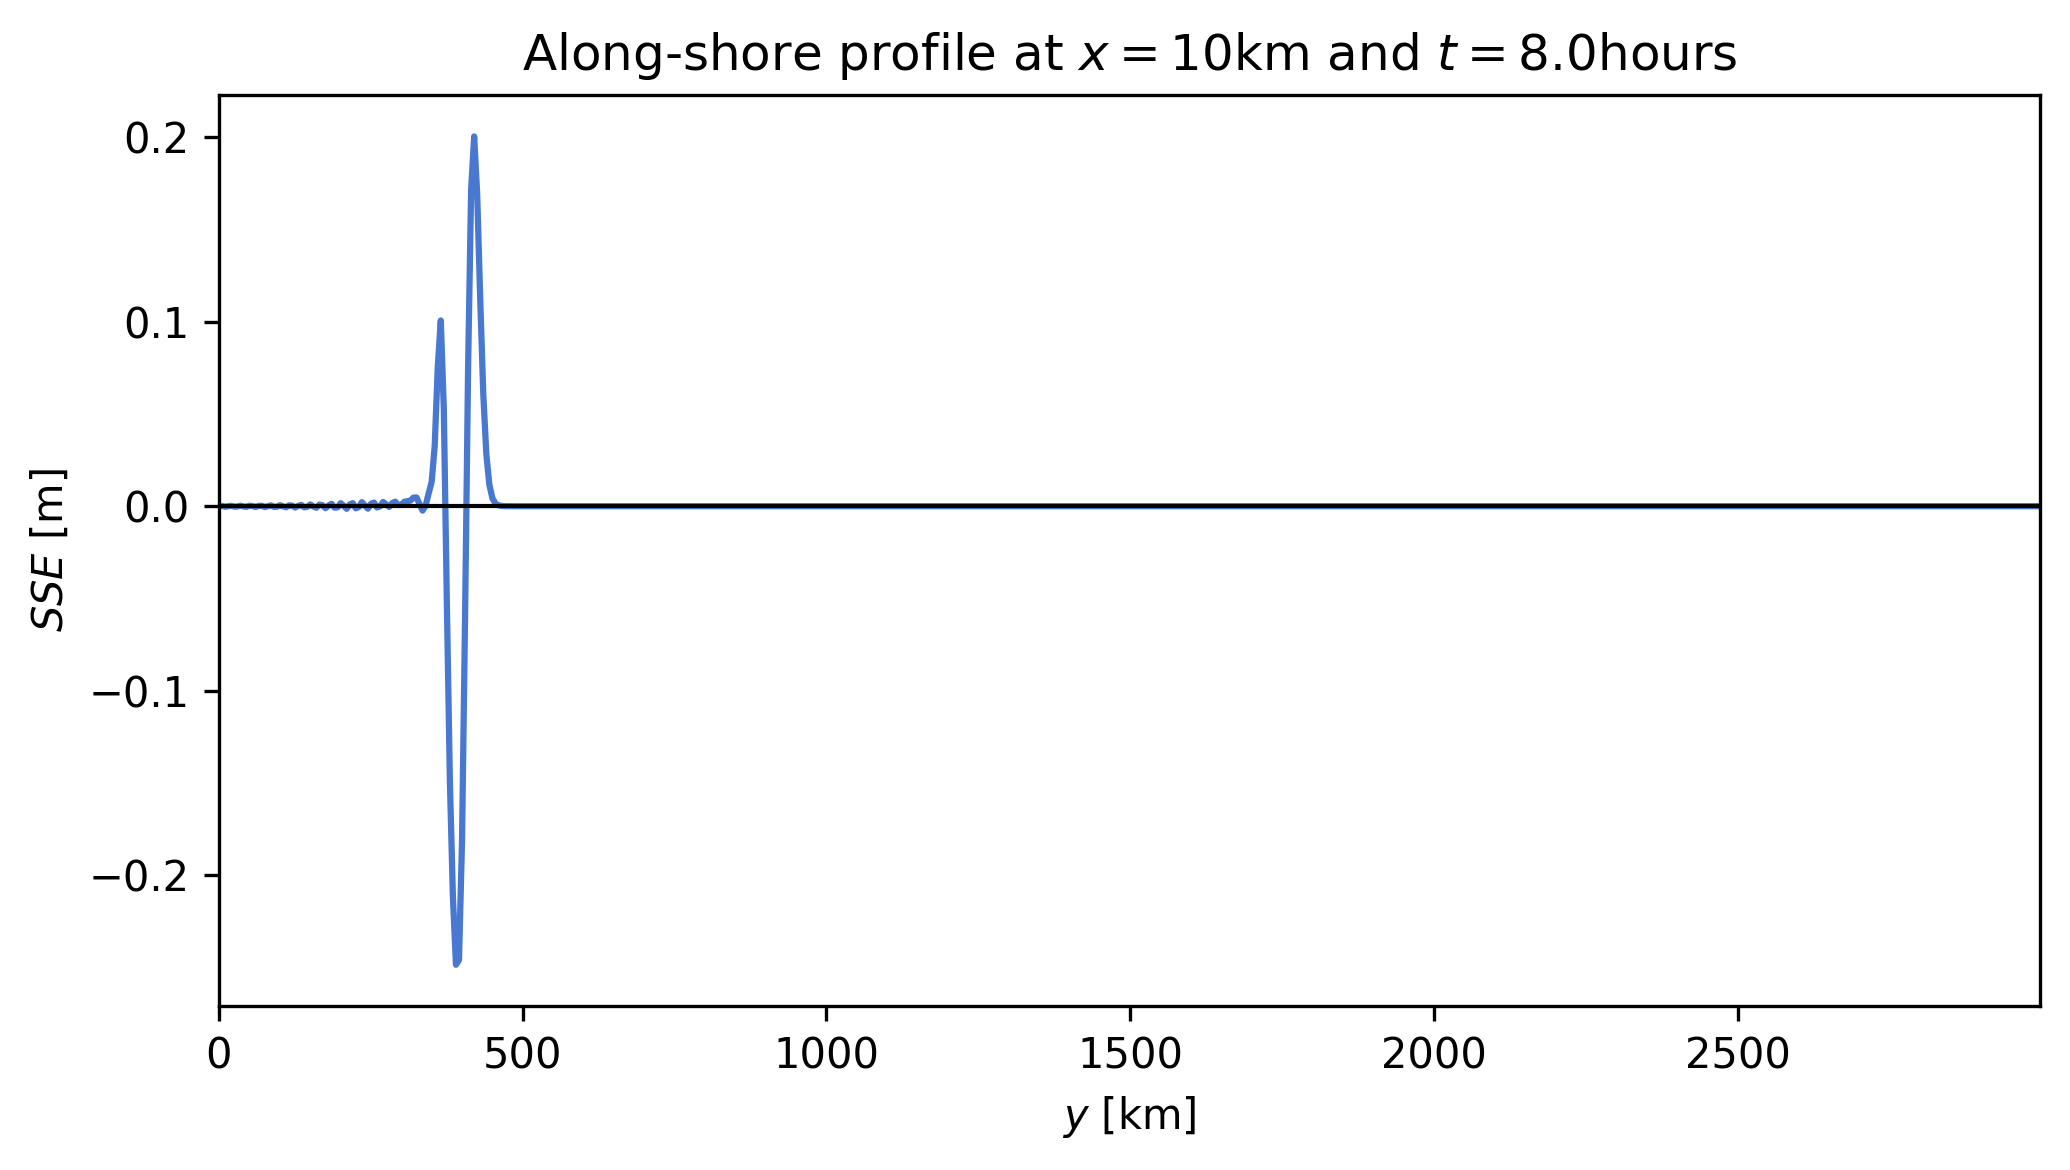 Along-shore profile at x = 10km and t = 8.0hours
0.2
0.1
0.0
−0.1
−0.2
SSE [m]
0 500 1000 1500 2000 2500
y [km]